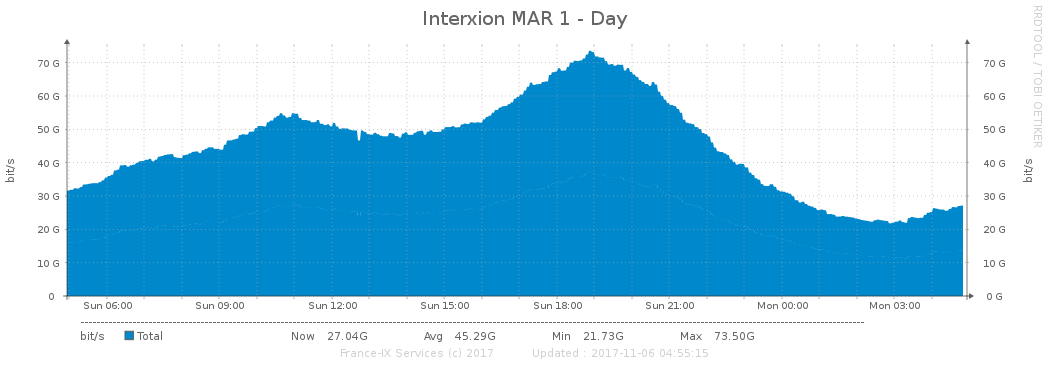 Interxion MAR 1 - Day
RRDTOOL / TOBI OETIKER
bit/s
70 G 70 G
60 G 60 G
50 G 50 G
40 G 40 G
30 G 30 G
20 G 20 G
10 G 10 G
0 0 G
bit/s
Sun 06:00 Sun 09:00 Sun 12:00 Sun 15:00 Sun 18:00 Sun 21:00 Mon 00:00 Mon 03:00
bit/s Total Now 27.04G Avg 45.29G Min 21.73G Max 73.50G
France-IX Services (c) 2017 Updated : 2017-11-06 04:55:15